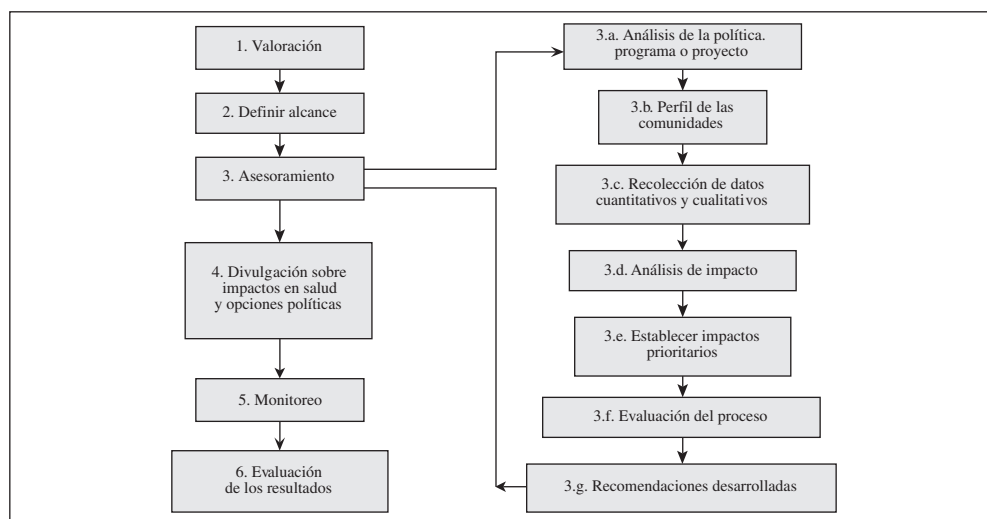 1. Valoración
2. Definir alcance
3. Asesoramiento
4. Divulgación sobre
impactos en salud
y opciones políticas
5. Monitoreo
6. Evaluación
de los resultados
3.a. Análisis de la política.
programa o proyecto
3.b. Perfil de las
comunidades
3.c. Recolección de datos
cuantitativos y cualitativos
3.d. Análisis de impacto
3.e. Establecer impactos
prioritarios
3.f. Evaluación del proceso
3.g. Recomendaciones desarrolladas